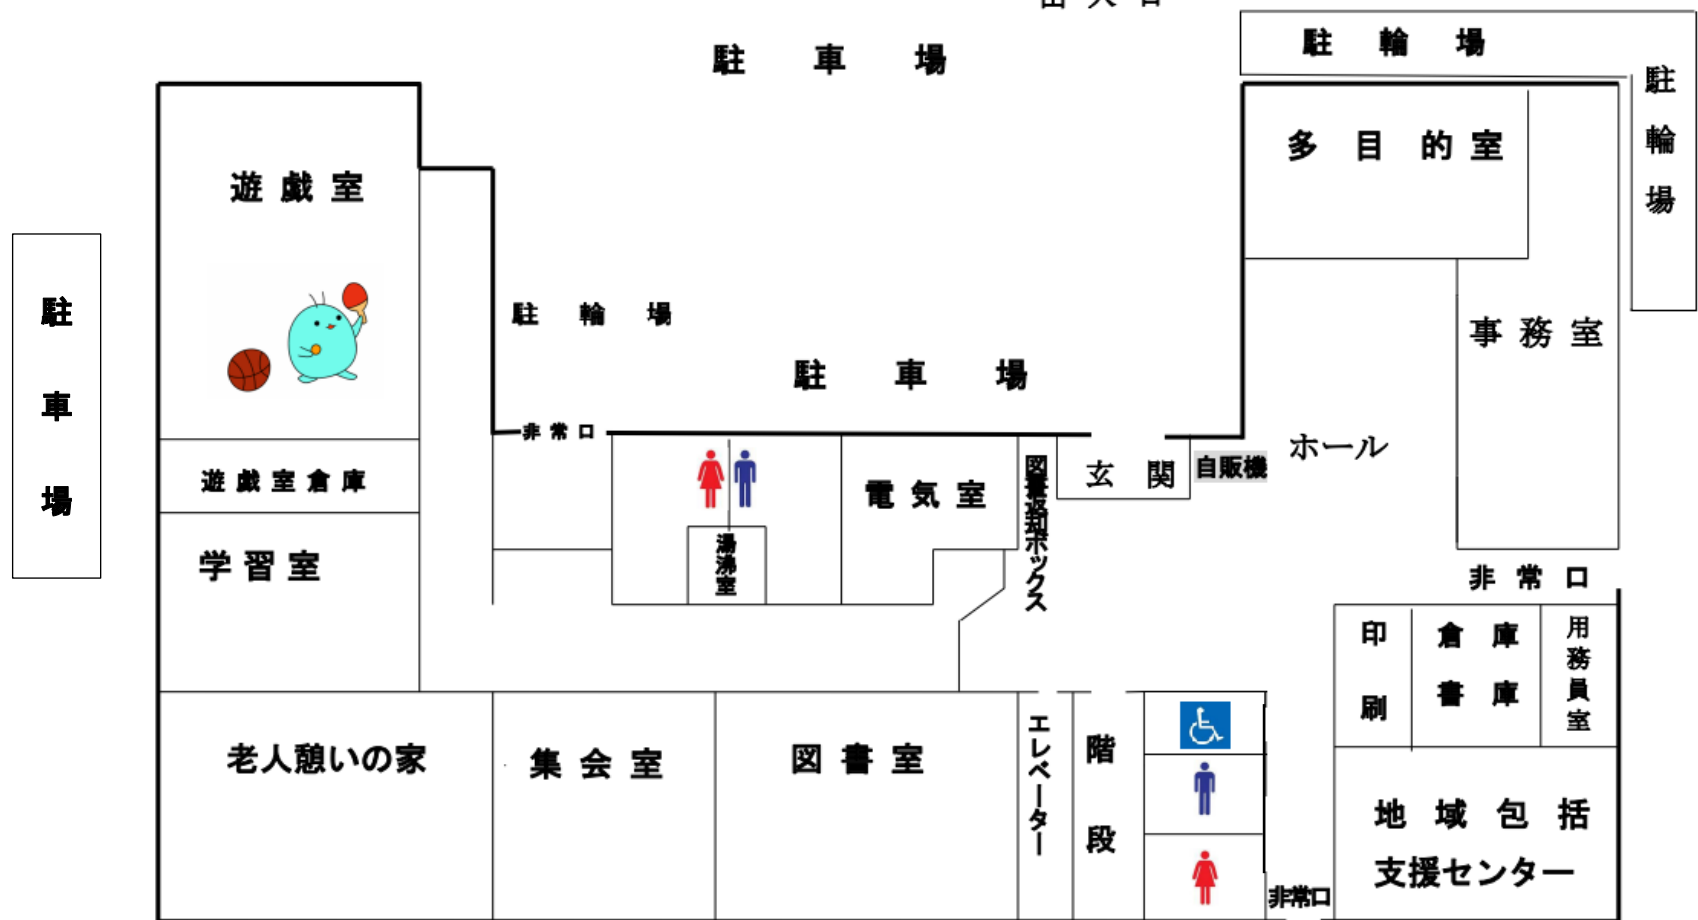 出 入 口
駐 車 場
駐 輪 場
駐輪場
多 目 的 室
遊 戯 室
駐車場
駐 輪 場
事 務 室
駐 車 場
非 常 口
ホール
遊 戯 室 倉 庫
電 気 室
図書返却ボックス
玄 関
自販機
湯沸室
学 習 室
非 常 口
印刷
倉 庫
書 庫
用務員室
老人憩いの家
集 会 室
図 書 室
エレベーター
階段
地 域 包 括
支援センター
非常口